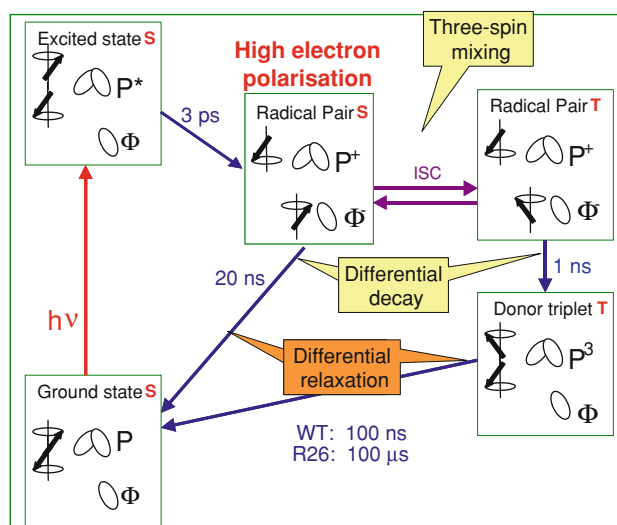 Excited state S
P*
Φ
3 ps
High electron
polarisation
Radical Pair S
P+
Φ-
Three-spin
mixing
ISC
Radical Pair T
P+
Φ-
hν
20 ns
Differential
decay
1 ns
Differential
relaxation
Donor triplet T
P3
Φ
Ground state S
P
Φ
WT: 100 ns
R26: 100 µs